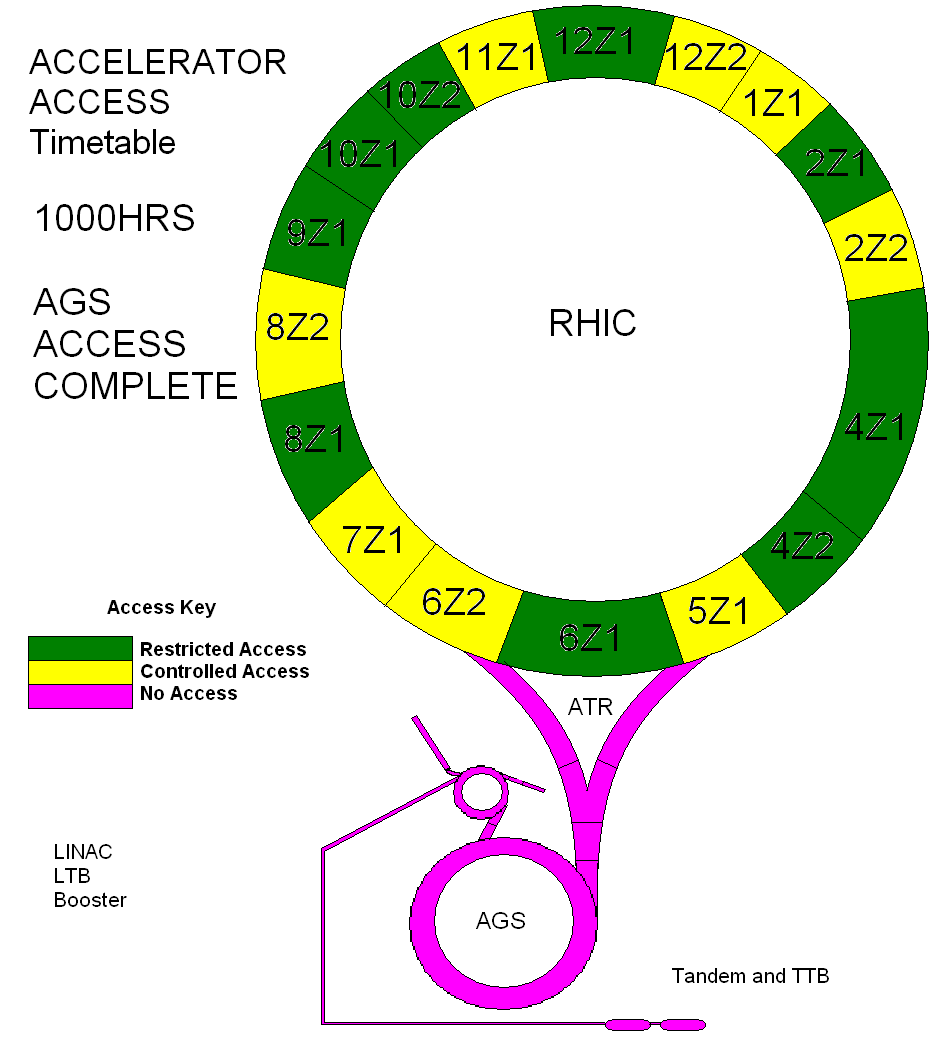 ACCELERATOR
ACCESS
Timetable
1000HRS
AGS
ACCESS
COMPLETE
12Z1
11Z1
12Z2
10Z2
1Z1
10Z1
2Z1
9Z1
2Z2
8Z2
RHIC
8Z1
4Z1
7Z1
4Z2
6Z2
5Z1
6Z1
Access Key
Restricted Access
Controlled Access
No Access
ATR
LINAC
LTB
Booster
AGS
Tandem and TTB